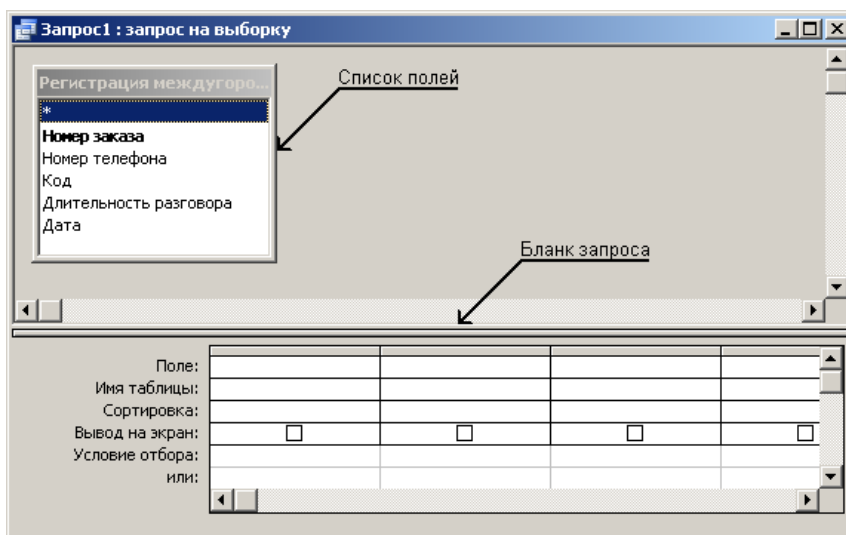 Запрос1 : запрос на выборку
Регистрация междугоро...
Список полей
*
Номер заказа
Номер телефона
Код
Длительность разговора
Дата
Бланк запроса
Поле:
Имя таблицы:
Сортировка:
Вывод на экран:
Условие отбора:
или: